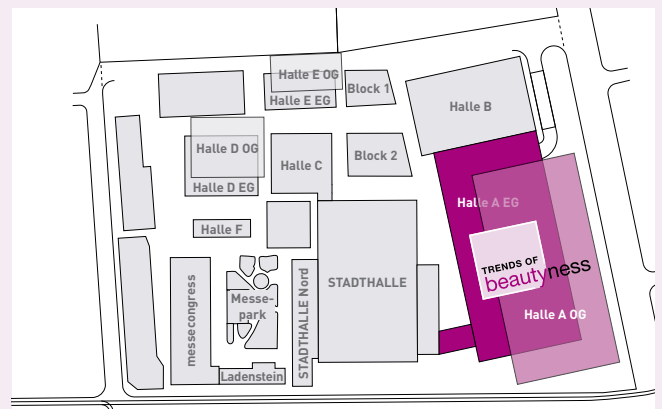 Halle E OG
Halle E EG
Block 1
Halle B
Halle D OG
Halle D EG
Halle C
Block 2
Halle A EG
Halle F
TRENDS OF
beautyness
messecongress
Messe-
park
STADTHALLE Nord
STADTHALLE
Halle A OG
Ladenstein